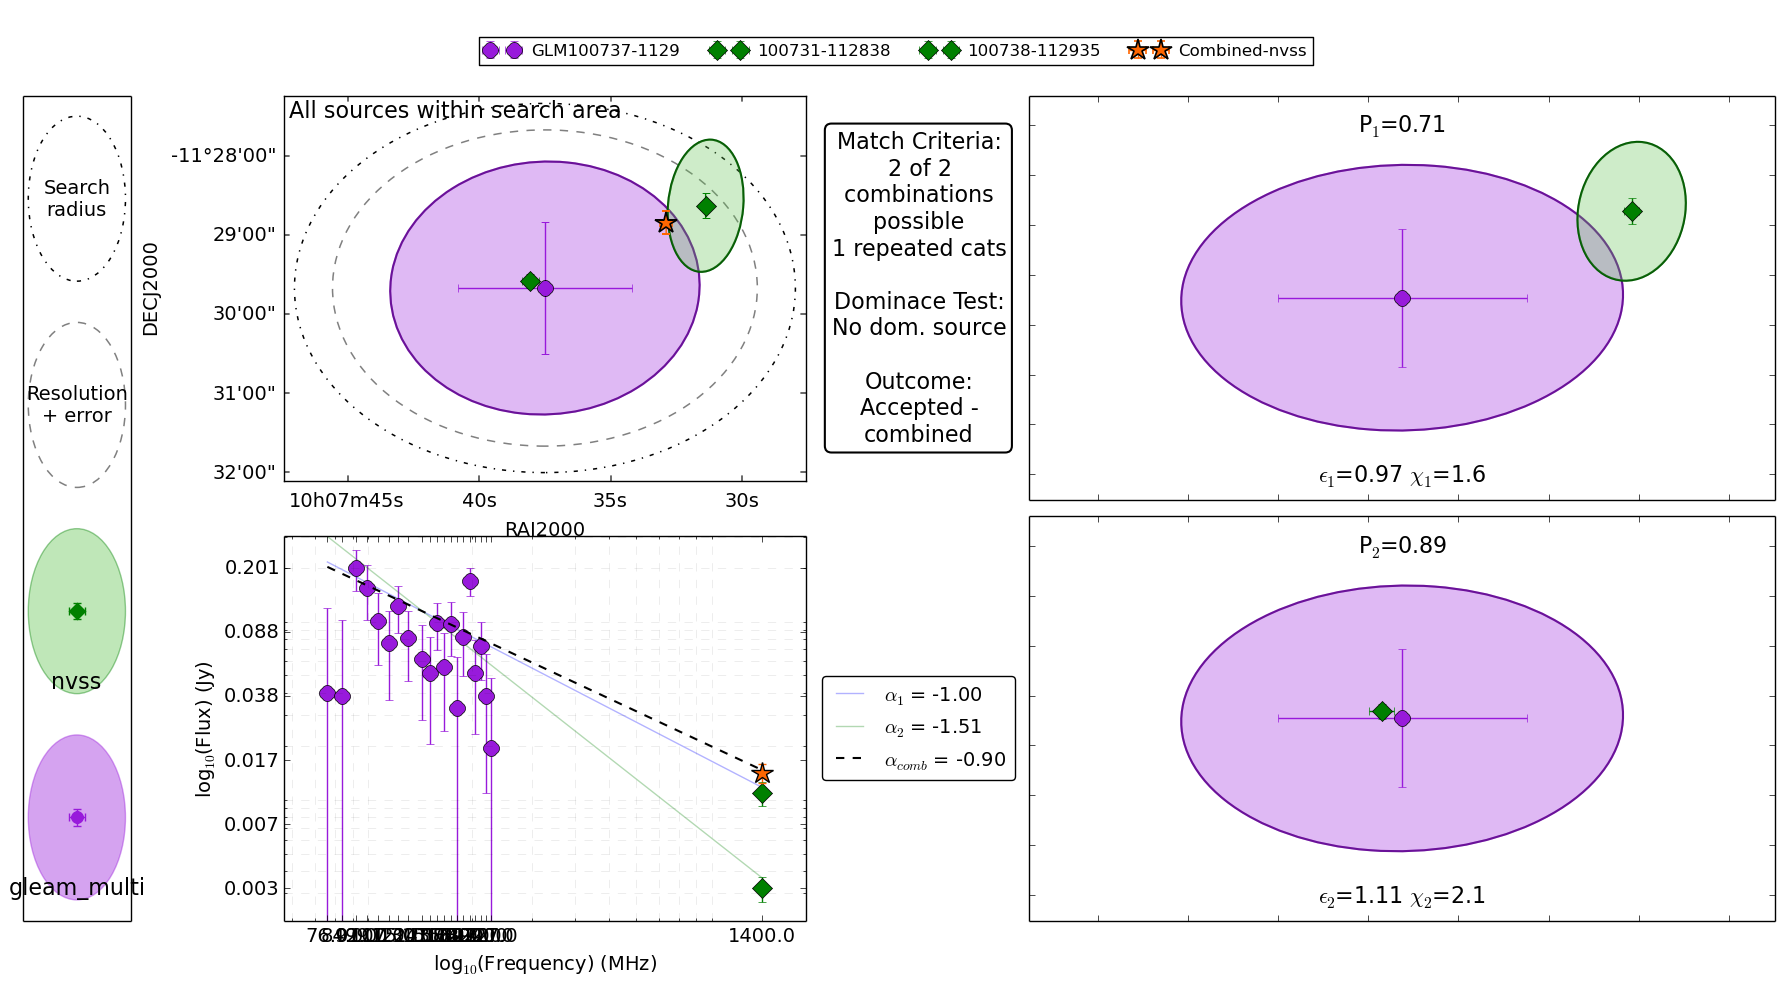 GLM100737-1129 100731-112838 100738-112935 Combined-nvss
Search
radius
Resolution
+ error
nvss
gleam_multi
All sources within search area
DECJ2000
-11°28'00"
29'00"
30'00"
31'00"
32'00"
10h07m45s 40s 35s 30s
RAJ2000
Match Criteria:
2 of 2
combinations
possible
1 repeated cats
Dominace Test:
No dom. source
Outcome:
Accepted -
combined
P1=0.71
ϵ1=0.97 χ1=1.6
P2=0.89
ϵ2=1.11 χ2=2.1
log10(Flux) (Jy)
0.201
0.088
0.038
0.017
0.007
0.003
1400.0
log10(Frequency) (MHz)
α1 = -1.00
α2 = -1.51
αcomb = -0.90